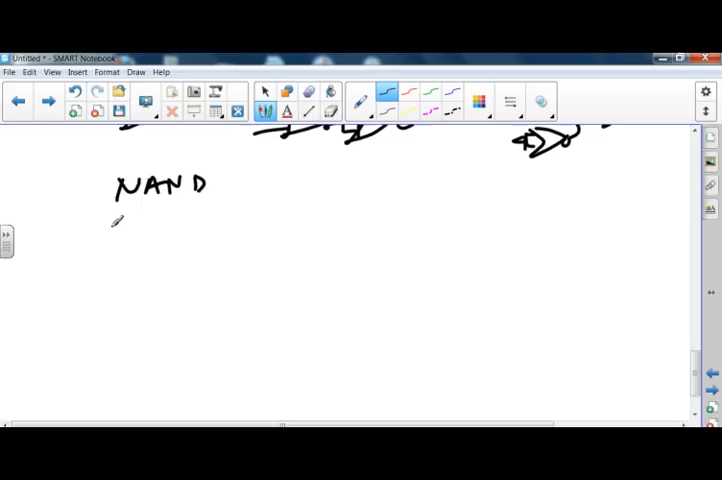 Untitled * - SMART Notebook
File Edit View Insert Format Draw Help
NAND